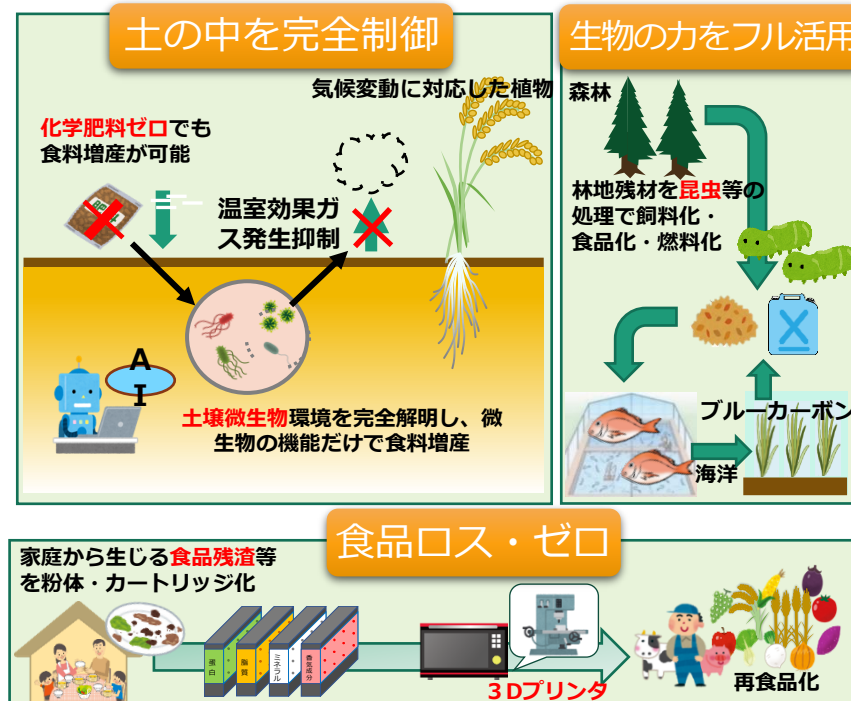 土の中を完全制御
気候変動に対応した植物
化学肥料ゼロでも
食料増産が可能
温室効果ガ
ス発生抑制
A
I
土壌微生物環境を完全解明し、微
生物の機能だけで食料増産
生物の力をフル活用
森林
林地残材を昆虫等の
処理で飼料化・
食品化・燃料化
ブルーカーボン
海洋
食品ロス・ゼロ
家庭から生じる食品残渣等
を粉体・カートリッジ化
蛋白
脂質
ミネラル
香気成分
3Dプリンタ
再食品化